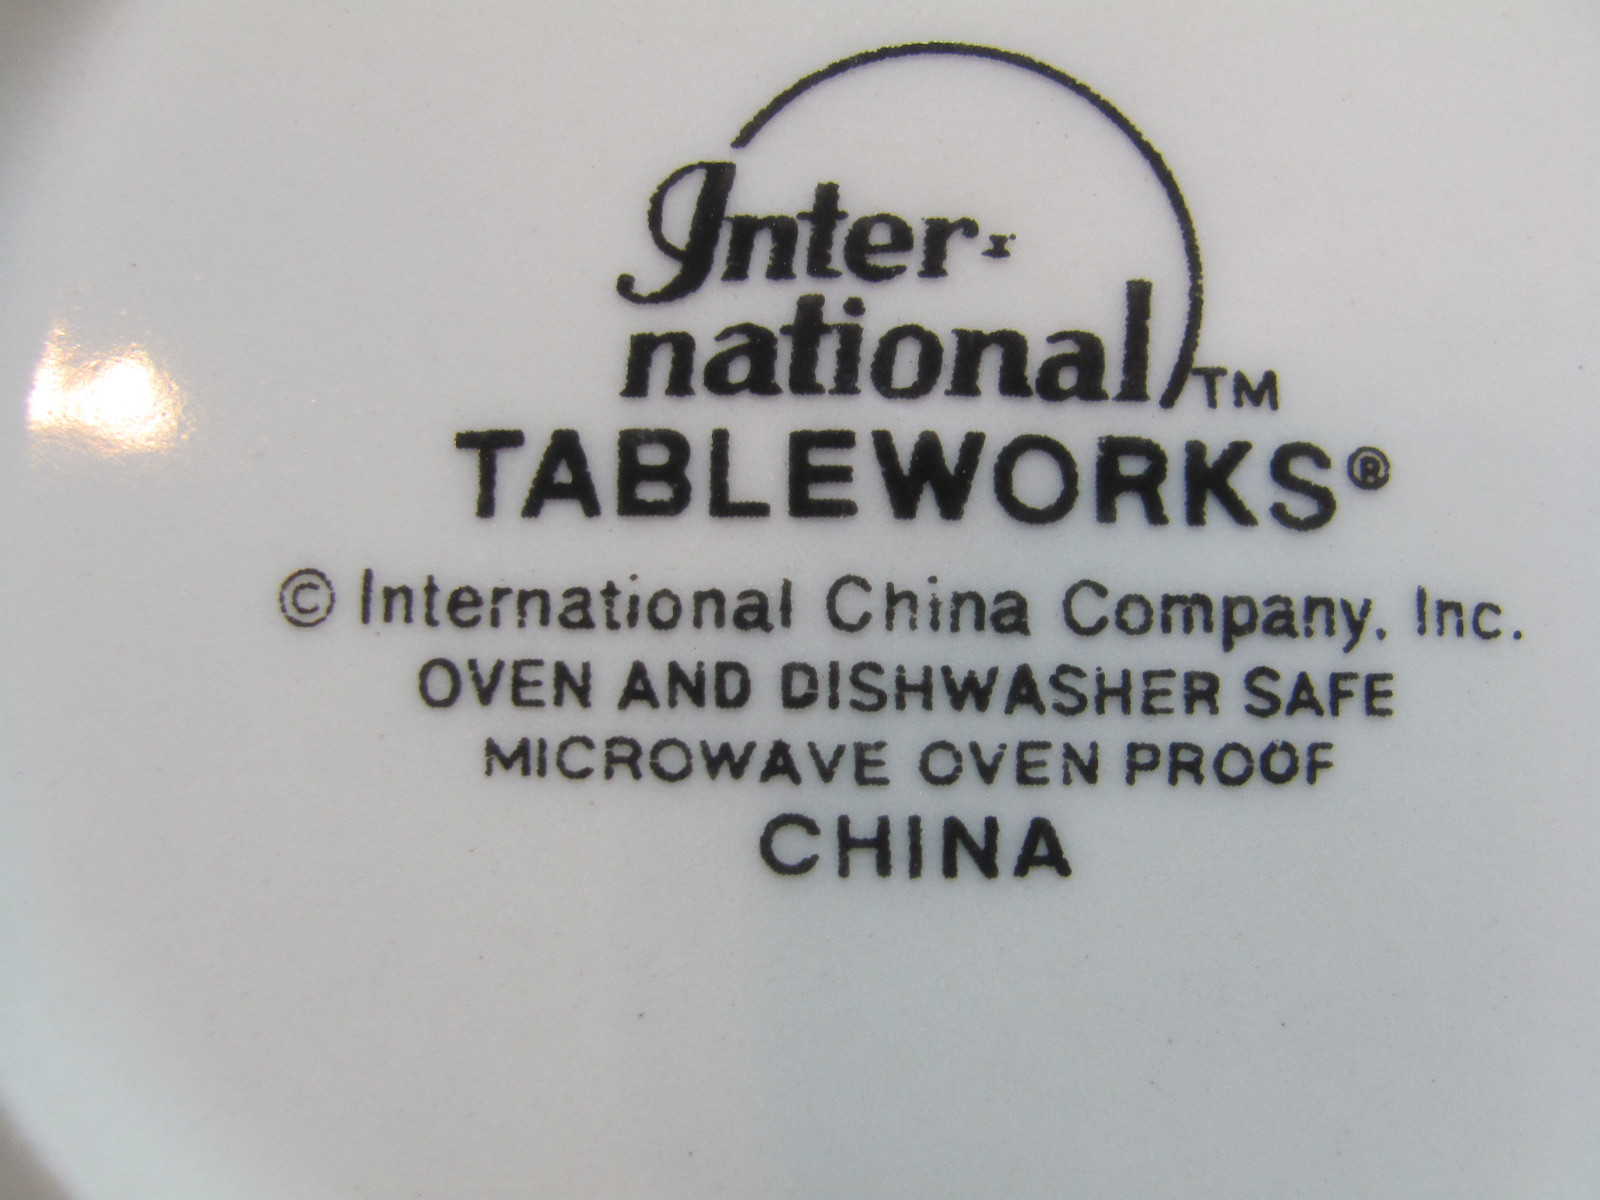 Inter-
national TM
TABLEWORKS®
© International China Company, Inc.
OVEN AND DISHWASHER SAFE
MICROWAVE OVEN PROOF
CHINA